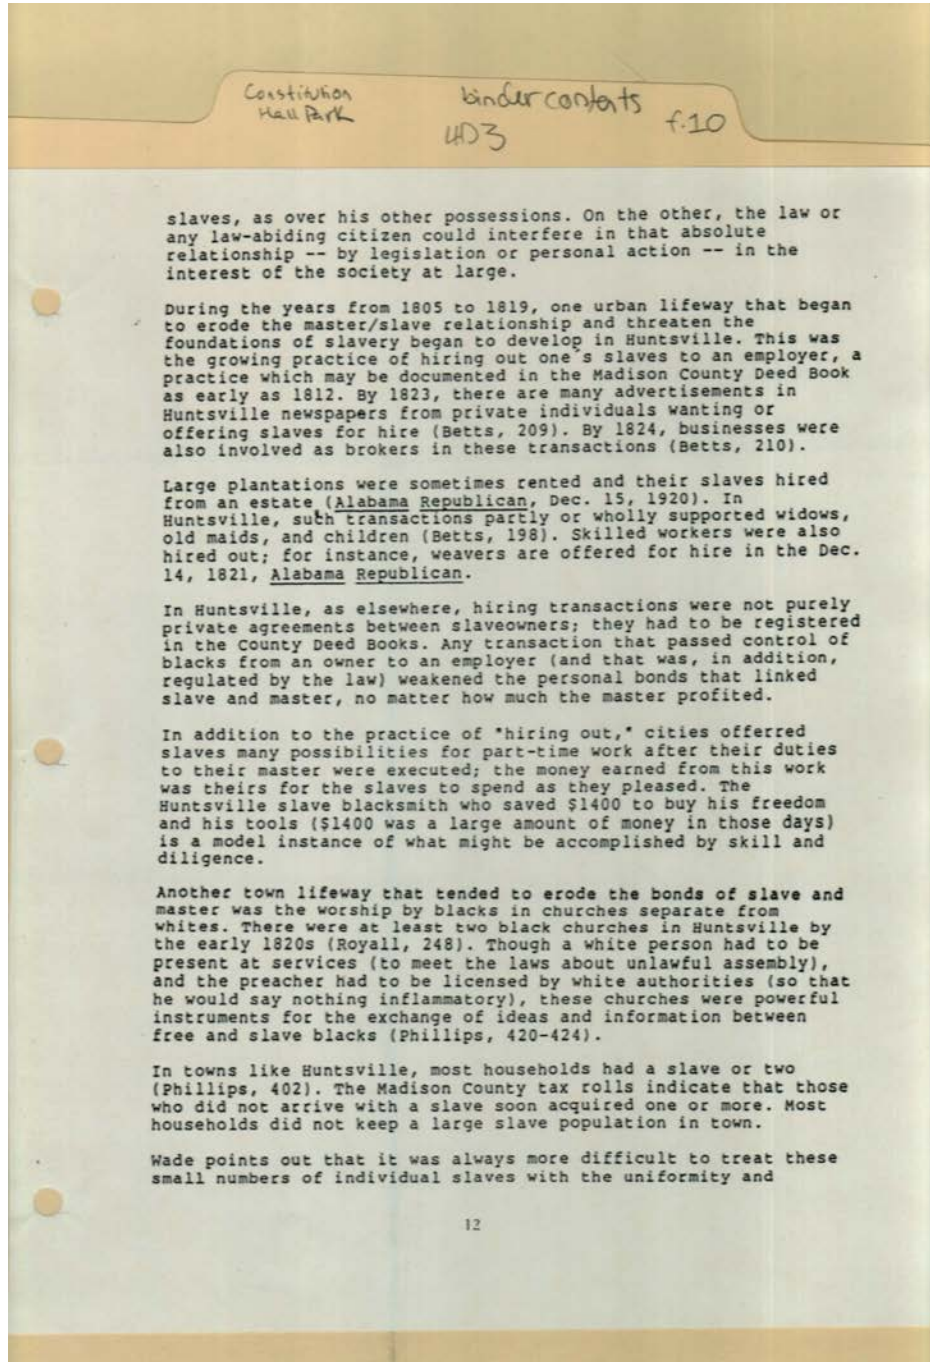 Constitution
Hall Park
binder contents
4D3
f.10
slaves, as over his other possessions. On the other, the law or
any law-abiding citizen could interfere in that absolute
relationship -- by legislation or personal action -- in the
interest of the society at large.
During the years from 1805 to 1819, one urban lifeway that began
to erode the master/slave relationship and threaten the
foundations of slavery began to develop in Huntsville. This was
the growing practice of hiring out one's slaves to an employer, a
practice which may be documented in the Madison County Deed Book
as early as 1812. By 1823, there are many advertisements in
Huntsville newspapers from private individuals wanting or
offering slaves for hire (Betts, 209). By 1824, businesses were
also involved as brokers in these transactions (Betts, 210).
Large plantations were sometimes rented and their slaves hired
from an estate (Alabama Republican, Dec. 15, 1920). In
Huntsville, such transactions partly or wholly supported widows,
old maids, and children (Betts, 198). Skilled workers were also
hired out; for instance, weavers are offered for hire in the Dec.
14, 1821, Alabama Republican.
In Huntsville, as elsewhere, hiring transactions were not purely
private agreements between slaveowners; they had to be registered
in the County Deed Books. Any transaction that passed control of
blacks from an owner to an employer (and that was, in addition,
regulated by the law) weakened the personal bonds that linked
slave and master, no matter how much the master profited.
In addition to the practice of "hiring out," cities offerred
slaves many possibilities for part-time work after their duties
to their master were executed; the money earned from this work
was theirs for the slaves to spend as they pleased. The
Huntsville slave blacksmith who saved $1400 to buy his freedom
and his tools ($1400 was a large amount of money in those days)
is a model instance of what might be accomplished by skill and
diligence.
Another town lifeway that tended to erode the bonds of slave and
master was the worship by blacks in churches separate from
whites. There were at least two black churches in Huntsville by
the early 1820s (Royall, 248). Though a white person had to be
present at services (to meet the laws about unlawful assembly),
and the preacher had to be licensed by white authorities (so that
he would say nothing inflammatory), these churches were powerful
instruments for the exchange of ideas and information between
free and slave blacks (Phillips, 420-424).
In towns like Huntsville, most households had a slave or two
(Phillips, 402). The Madison County tax rolls indicate that those
who did not arrive with a slave soon acquired one or more. Most
households did not keep a large slave population in town.
Wade points out that it was always more difficult to treat these
small numbers of individual slaves with the uniformity and
12